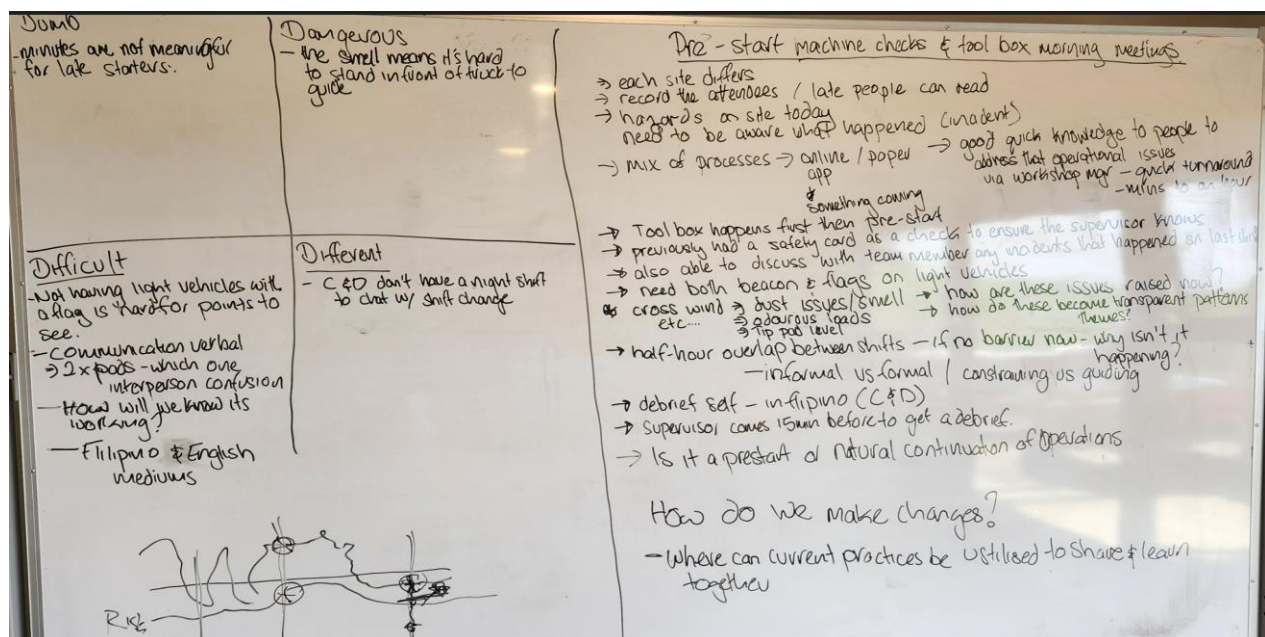 Dumb
- minutes are not meaningful
for late starters.
Dangerous
- the smell means it's hard
to stand infront of truck to
guide
Difficult
- Not having light vehicles with
a flag is hard for points to
see.
- Communication verbal
→ 2x pods - which one
interperson confusion
- How will we know its
working?
- Flilipino & English
mediums
Different
- C & D don't have a night shift
to chat w/ shift change
RISE
Pre - start machine checks & tool box morning meetings
→ each site differs
→ record the attendees / late people can read
→ hazards on site today
need to be aware what happened (incident)
→ mix of processes → online / paper
app
&
something coming
→ good quick knowledge to people to
address that operational issues
via workshop mgr - quick turnaround
- mins to an hour
→ Tool box happens first then pre-start
→ previously had a safety card as a check to ensure the supervisor knows
→ also able to discuss with team member any incidents that happened on last shift
→ need both beacon & flags on light vehicles
cross wind → dust issues/smell
etc....
→ odourous loads
→ Tip pad level
→ how are these issues raised now?
→ how do these become transparent patterns
themes?
→ half-hour overlap between shifts - if no barrier now - why isn't it
happening?
- informal vs formal / constraining vs guiding
→ debrief self - in flipino (C & D)
→ Supervisor comes 15min before to get a debrief.
→ Is it a prestart or natural continuation of operations
How do we make changes?
- Where can current practices be ustilised to share & learn
together